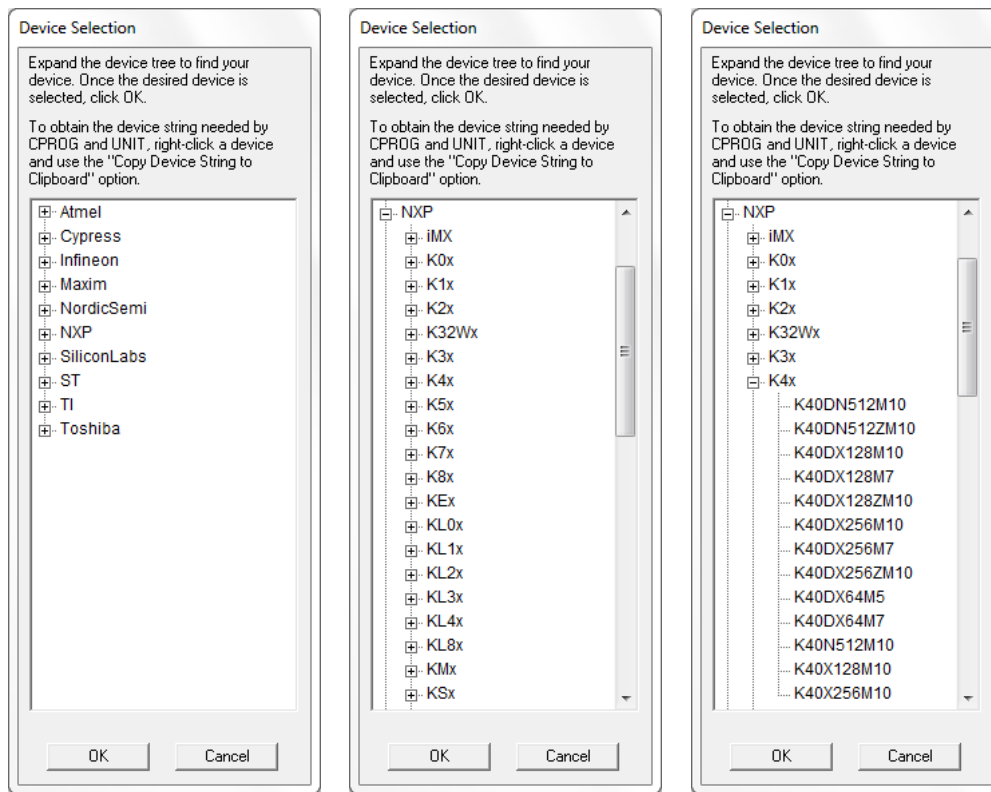 Device Selection
Expand the device tree to find your
device. Once the desired device is
selected, click OK.
To obtain the device string needed by
CPROG and UNIT, right-click a device
and use the "Copy Device String to
Clipboard" option.
Atmel
Cypress
Infineon
Maxim
NordicSemi
NXP
SiliconLabs
ST
TI
Toshiba
OK
Cancel
Device Selection
Expand the device tree to find your
device. Once the desired device is
selected, click OK.
To obtain the device string needed by
CPROG and UNIT, right-click a device
and use the "Copy Device String to
Clipboard" option.
NXP
iMX
K0x
K1x
K2x
K32Wx
K3x
K4x
K5x
K6x
K7x
K8x
KEx
KL0x
KL1x
KL2x
KL3x
KL4x
KL8x
KMx
KSx
OK
Cancel
Device Selection
Expand the device tree to find your
device. Once the desired device is
selected, click OK.
To obtain the device string needed by
CPROG and UNIT, right-click a device
and use the "Copy Device String to
Clipboard" option.
NXP
iMX
K0x
K1x
K2x
K32Wx
K3x
K4x
K40DN512M10
K40DN512ZM10
K40DX128M10
K40DX128M7
K40DX128ZM10
K40DX256M10
K40DX256M7
K40DX256ZM10
K40DX64M5
K40DX64M7
K40N512M10
K40X128M10
K40X256M10
OK
Cancel